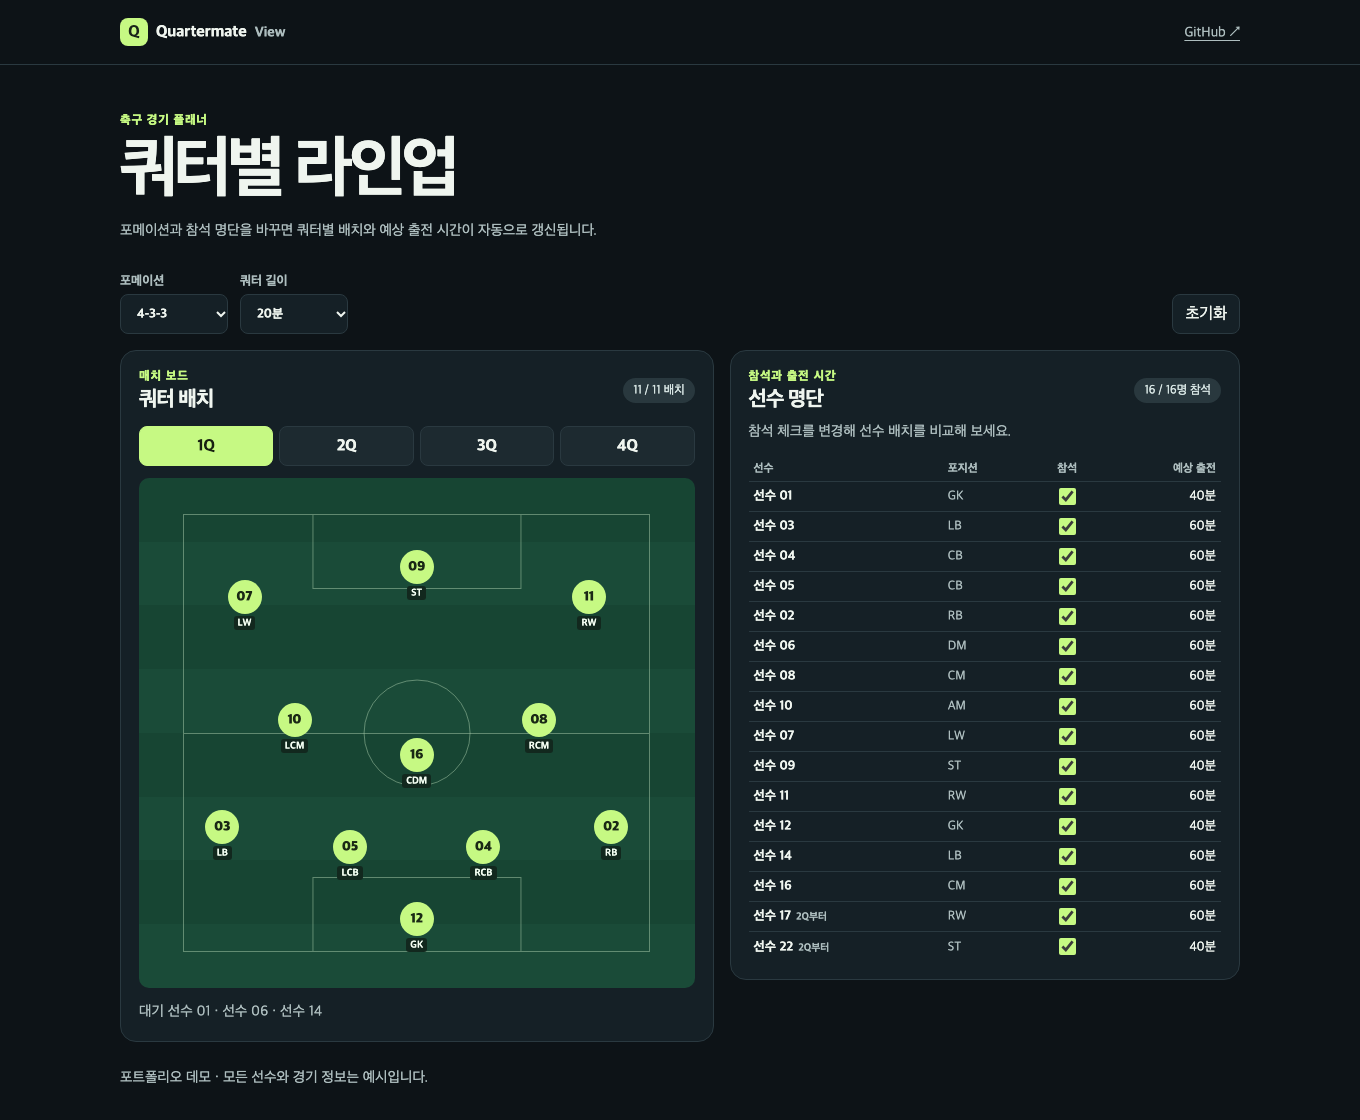 Q Quartermate View
GitHub ↗
축구 경기 플래너
쿼터별 라인업
포메이션과 참석 명단을 바꾸면 쿼터별 배치와 예상 출전 시간이 자동으로 갱신됩니다.
포메이션 쿼터 길이
4-3-3 20분 초기화
매치 보드
쿼터 배치
11 / 11 배치
1Q 2Q 3Q 4Q
09
ST
07
LW
11
RW
10
LCM
08
RCM
16
CDM
03
LB
02
RB
05
LCB
04
RCB
12
GK
대기 선수 01 · 선수 06 · 선수 14
참석과 출전 시간
선수 명단
16 / 16명 참석
참석 체크를 변경해 선수 배치를 비교해 보세요.
선수 포지션 참석 예상 출전
선수 01 GK 40분
선수 03 LB 60분
선수 04 CB 60분
선수 05 CB 60분
선수 02 RB 60분
선수 06 DM 60분
선수 08 CM 60분
선수 10 AM 60분
선수 07 LW 60분
선수 09 ST 40분
선수 11 RW 60분
선수 12 GK 40분
선수 14 LB 60분
선수 16 CM 60분
선수 17 2Q부터 RW 60분
선수 22 2Q부터 ST 40분
포트폴리오 데모 · 모든 선수와 경기 정보는 예시입니다.